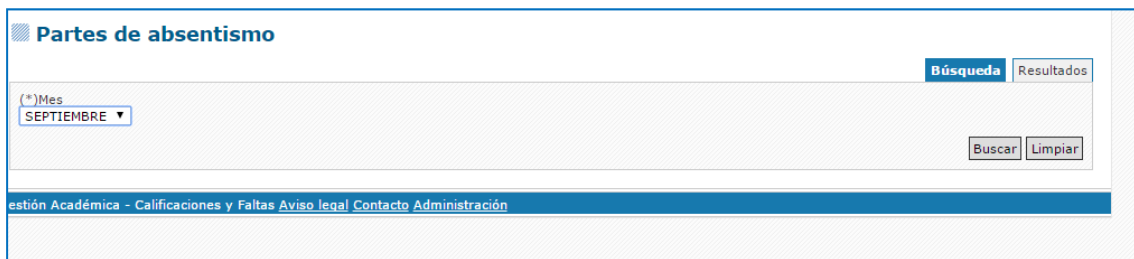 Partes de absentismo
Búsqueda Resultados
(*)Mes
SEPTIEMBRE
Buscar Limpiar
estión Académica - Calificaciones y Faltas Aviso legal Contacto Administración